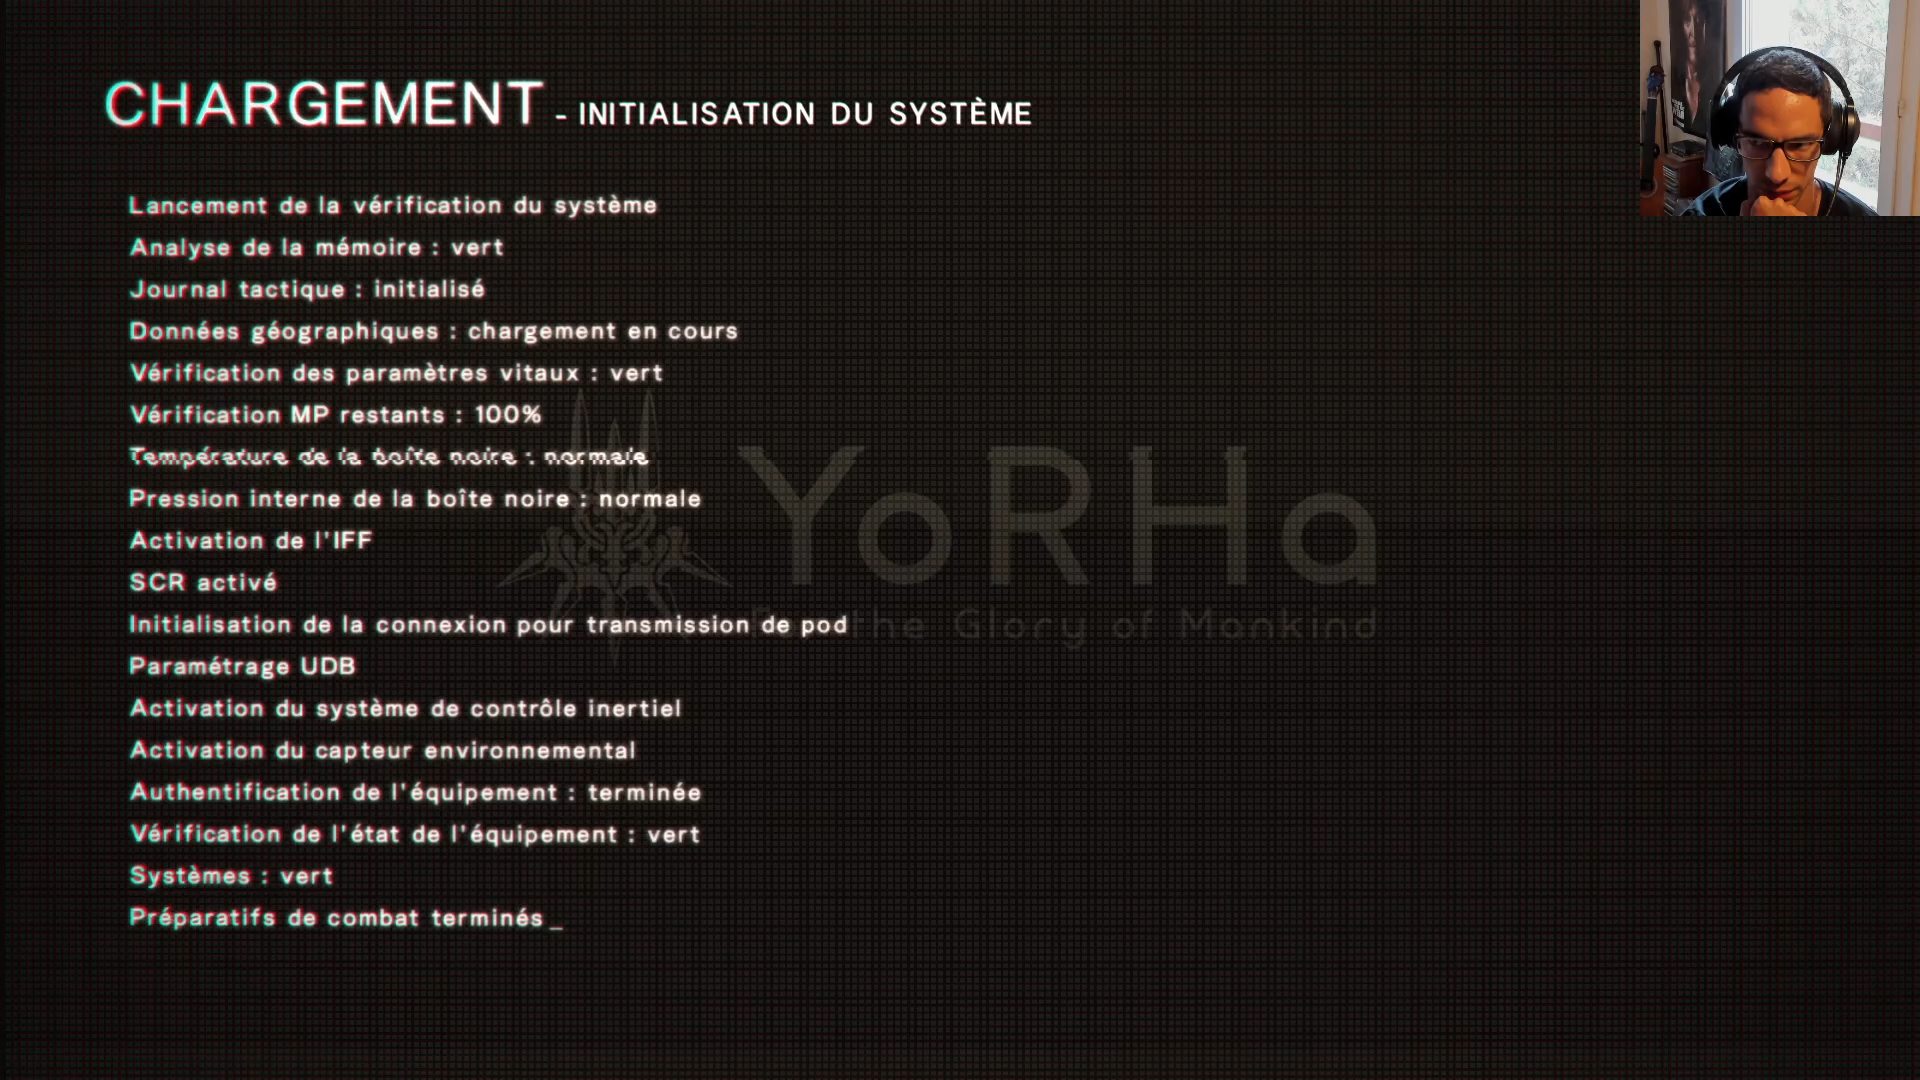 CHARGEMENT - INITIALISATION DU SYSTÈME
Lancement de la vérification du système
Analyse de la mémoire : vert
Journal tactique : initialisé
Données géographiques : chargement en cours
Vérification des paramètres vitaux : vert
Vérification MP restants : 100%
Température de la boîte noire : normale
Pression interne de la boîte noire : normale
Activation de l'IFF
SCR activé
Initialisation de la connexion pour transmission de pod
Paramétrage UDB
Activation du système de contrôle inertiel
Activation du capteur environnemental
Authentification de l'équipement : terminée
Vérification de l'état de l'équipement : vert
Systèmes : vert
Préparatifs de combat terminés _
YoRHa
the Glory of Mankind